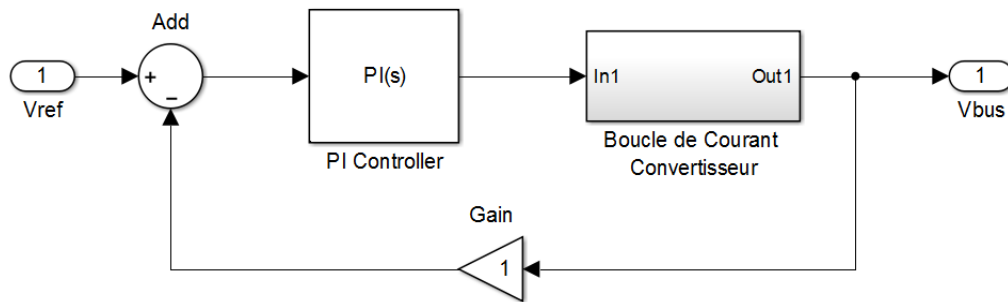 Add
1
+
−
Vref
PI(s)
PI Controller
In1
Out1
Boucle de Courant
Convertisseur
1
Vbus
Gain
1